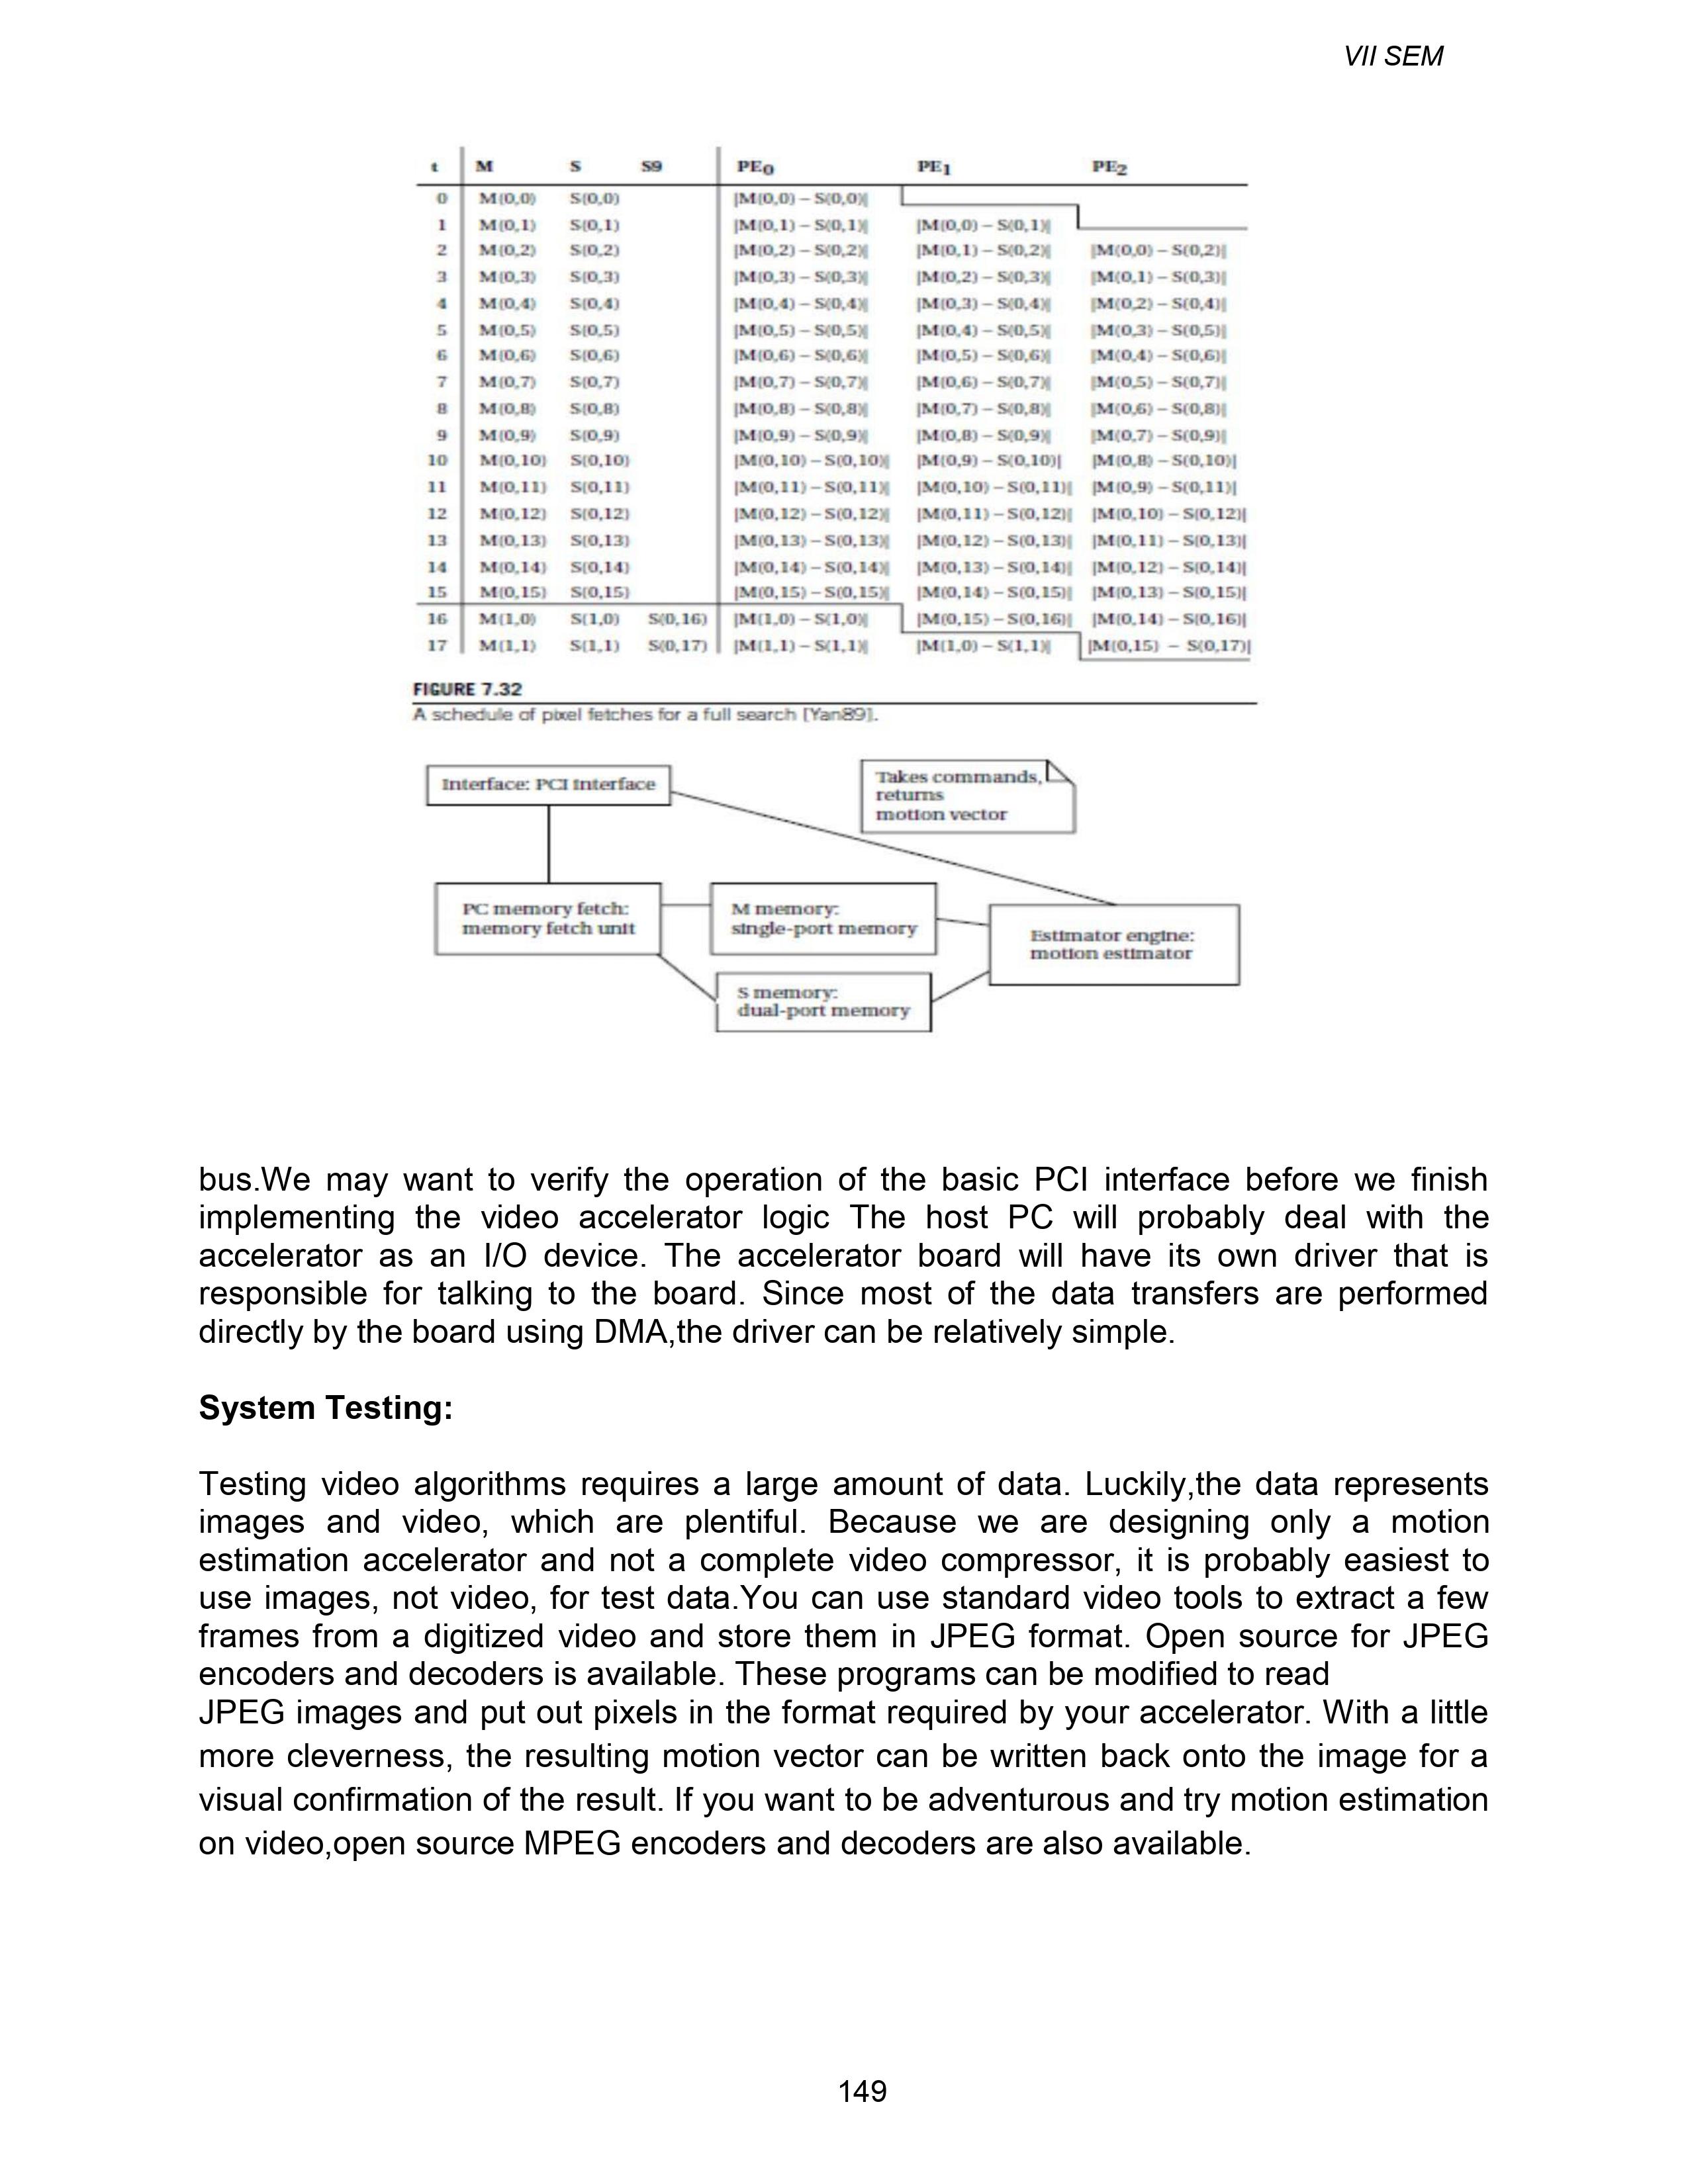 VII SEM
t M S S9 PE0 PE1 PE2
0 M(0,0) S(0,0) |M(0,0) – S(0,0)|
1 M(0,1) S(0,1) |M(0,1) – S(0,1)| |M(0,0) – S(0,1)|
2 M(0,2) S(0,2) |M(0,2) – S(0,2)| |M(0,1) – S(0,2)| |M(0,0) – S(0,2)|
3 M(0,3) S(0,3) |M(0,3) – S(0,3)| |M(0,2) – S(0,3)| |M(0,1) – S(0,3)|
4 M(0,4) S(0,4) |M(0,4) – S(0,4)| |M(0,3) – S(0,4)| |M(0,2) – S(0,4)|
5 M(0,5) S(0,5) |M(0,5) – S(0,5)| |M(0,4) – S(0,5)| |M(0,3) – S(0,5)|
6 M(0,6) S(0,6) |M(0,6) – S(0,6)| |M(0,5) – S(0,6)| |M(0,4) – S(0,6)|
7 M(0,7) S(0,7) |M(0,7) – S(0,7)| |M(0,6) – S(0,7)| |M(0,5) – S(0,7)|
8 M(0,8) S(0,8) |M(0,8) – S(0,8)| |M(0,7) – S(0,8)| |M(0,6) – S(0,8)|
9 M(0,9) S(0,9) |M(0,9) – S(0,9)| |M(0,8) – S(0,9)| |M(0,7) – S(0,9)|
10 M(0,10) S(0,10) |M(0,10) – S(0,10)| |M(0,9) – S(0,10)| |M(0,8) – S(0,10)|
11 M(0,11) S(0,11) |M(0,11) – S(0,11)| |M(0,10) – S(0,11)| |M(0,9) – S(0,11)|
12 M(0,12) S(0,12) |M(0,12) – S(0,12)| |M(0,11) – S(0,12)| |M(0,10) – S(0,12)|
13 M(0,13) S(0,13) |M(0,13) – S(0,13)| |M(0,12) – S(0,13)| |M(0,11) – S(0,13)|
14 M(0,14) S(0,14) |M(0,14) – S(0,14)| |M(0,13) – S(0,14)| |M(0,12) – S(0,14)|
15 M(0,15) S(0,15) |M(0,15) – S(0,15)| |M(0,14) – S(0,15)| |M(0,13) – S(0,15)|
16 M(1,0) S(1,0) S(0,16) |M(1,0) – S(1,0)| |M(0,15) – S(0,16)| |M(0,14) – S(0,16)|
17 M(1,1) S(1,1) S(0,17) |M(1,1) – S(1,1)| |M(1,0) – S(1,1)| |M(0,15) – S(0,17)|
FIGURE 7.32
A schedule of pixel fetches for a full search [Yan89].
Interface: PCI interface
Takes commands,
returns
motion vector
PC memory fetch:
memory fetch unit
M memory:
single-port memory
Estimator engine:
motion estimator
S memory:
dual-port memory
bus.We may want to verify the operation of the basic PCI interface before we finish
implementing the video accelerator logic The host PC will probably deal with the
accelerator as an I/O device. The accelerator board will have its own driver that is
responsible for talking to the board. Since most of the data transfers are performed
directly by the board using DMA,the driver can be relatively simple.
System Testing:
Testing video algorithms requires a large amount of data. Luckily,the data represents
images and video, which are plentiful. Because we are designing only a motion
estimation accelerator and not a complete video compressor, it is probably easiest to
use images, not video, for test data.You can use standard video tools to extract a few
frames from a digitized video and store them in JPEG format. Open source for JPEG
encoders and decoders is available. These programs can be modified to read
JPEG images and put out pixels in the format required by your accelerator. With a little
more cleverness, the resulting motion vector can be written back onto the image for a
visual confirmation of the result. If you want to be adventurous and try motion estimation
on video,open source MPEG encoders and decoders are also available.
149